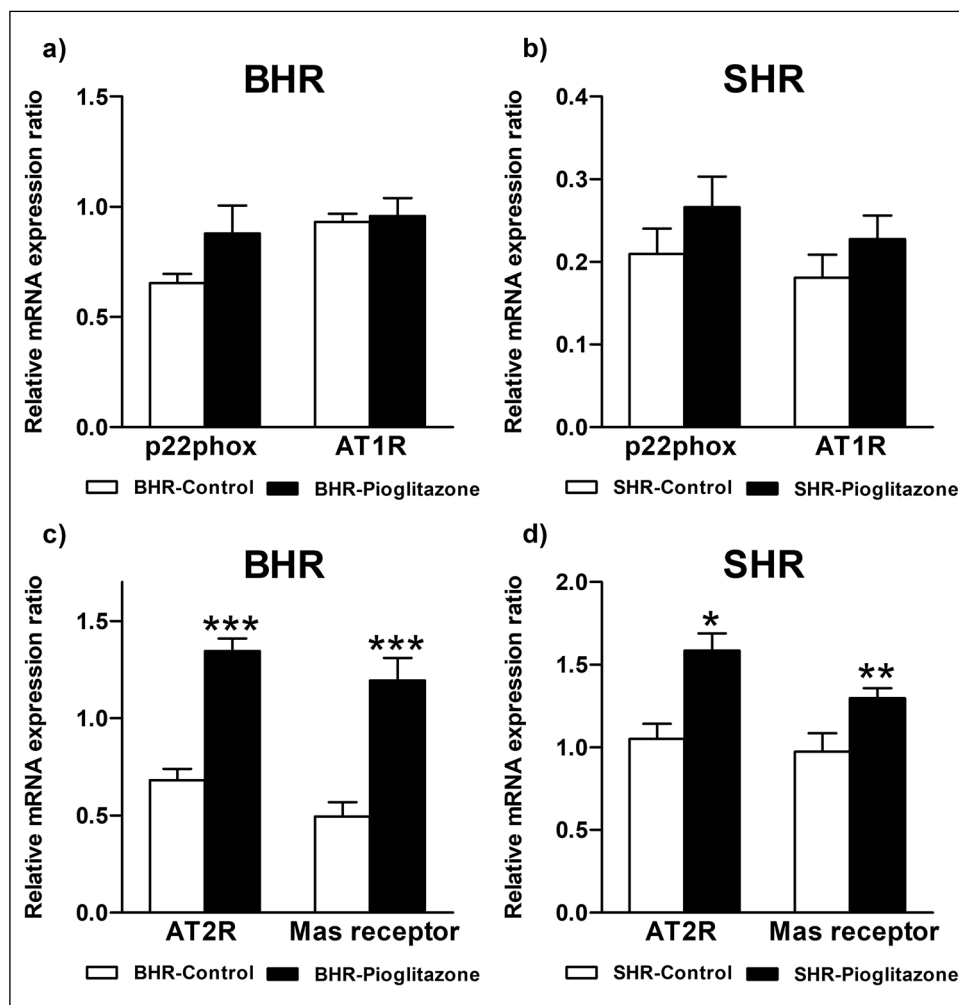 a)
BHR
Relative mRNA expression ratio
1.5
1.0
0.5
0.0
p22phox AT1R
BHR-Control BHR-Pioglitazone
b)
SHR
Relative mRNA expression ratio
0.4
0.3
0.2
0.1
0.0
p22phox AT1R
SHR-Control SHR-Pioglitazone
c)
BHR
Relative mRNA expression ratio
1.5
1.0
0.5
0.0
*** ***
AT2R Mas receptor
BHR-Control BHR-Pioglitazone
d)
SHR
Relative mRNA expression ratio
2.0
1.5
1.0
0.5
0.0
* **
AT2R Mas receptor
SHR-Control SHR-Pioglitazone